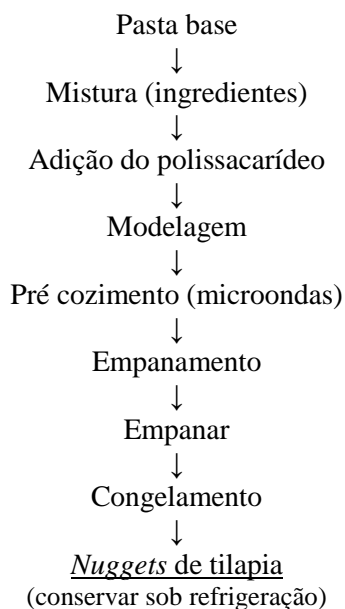 Pasta base
↓
Mistura (ingredientes)
↓
Adição do polissacarídeo
↓
Modelagem
↓
Pré cozimento (microondas)
↓
Empanamento
↓
Empanar
↓
Congelamento
↓
Nuggets de tilapia
(conservar sob refrigeração)